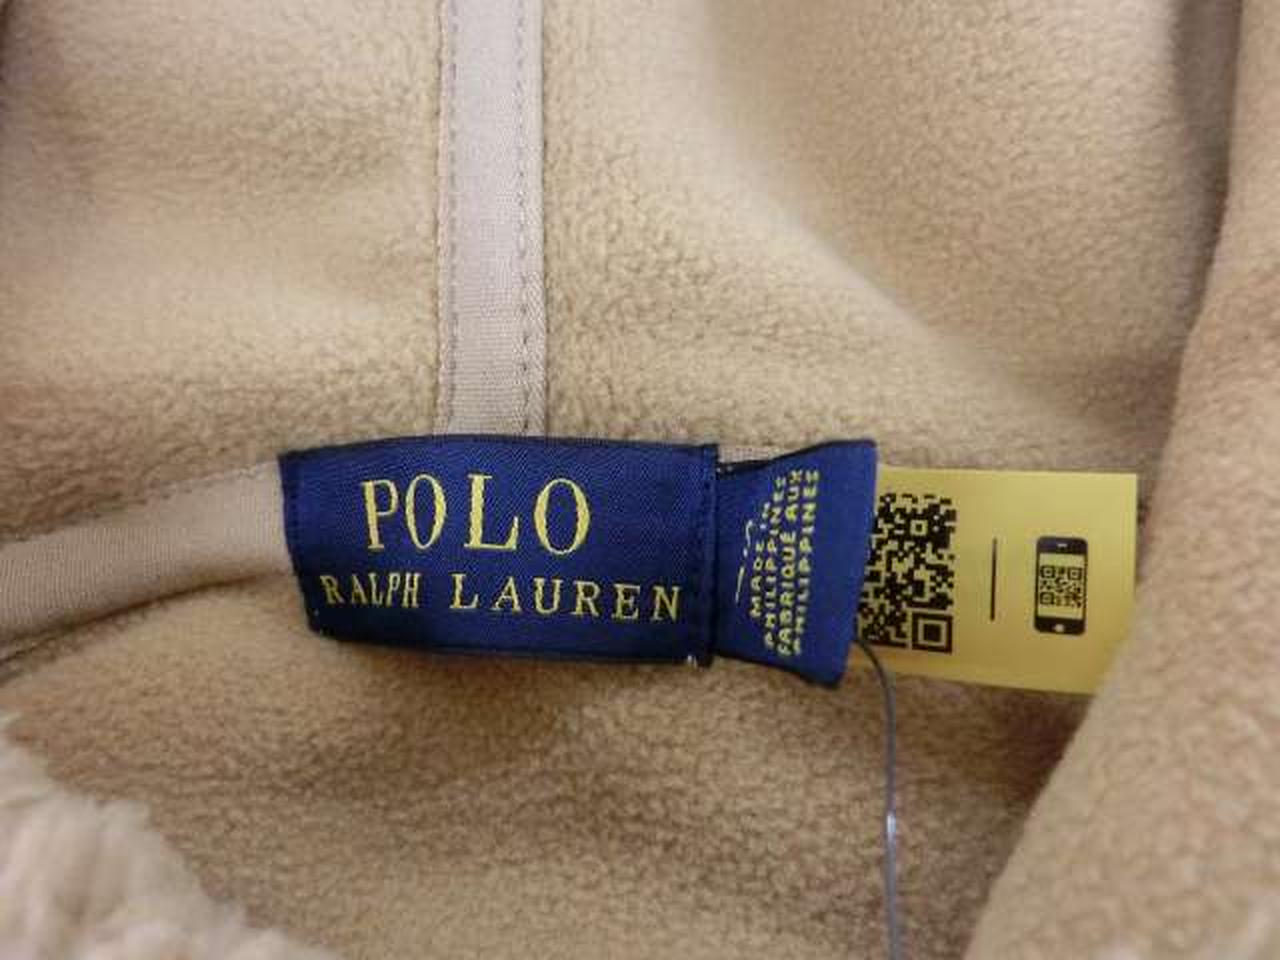 POLO
RALPH LAUREN
MADE IN
PHILIPPINES
FABRIQUÉ AUX
PHILIPPINES